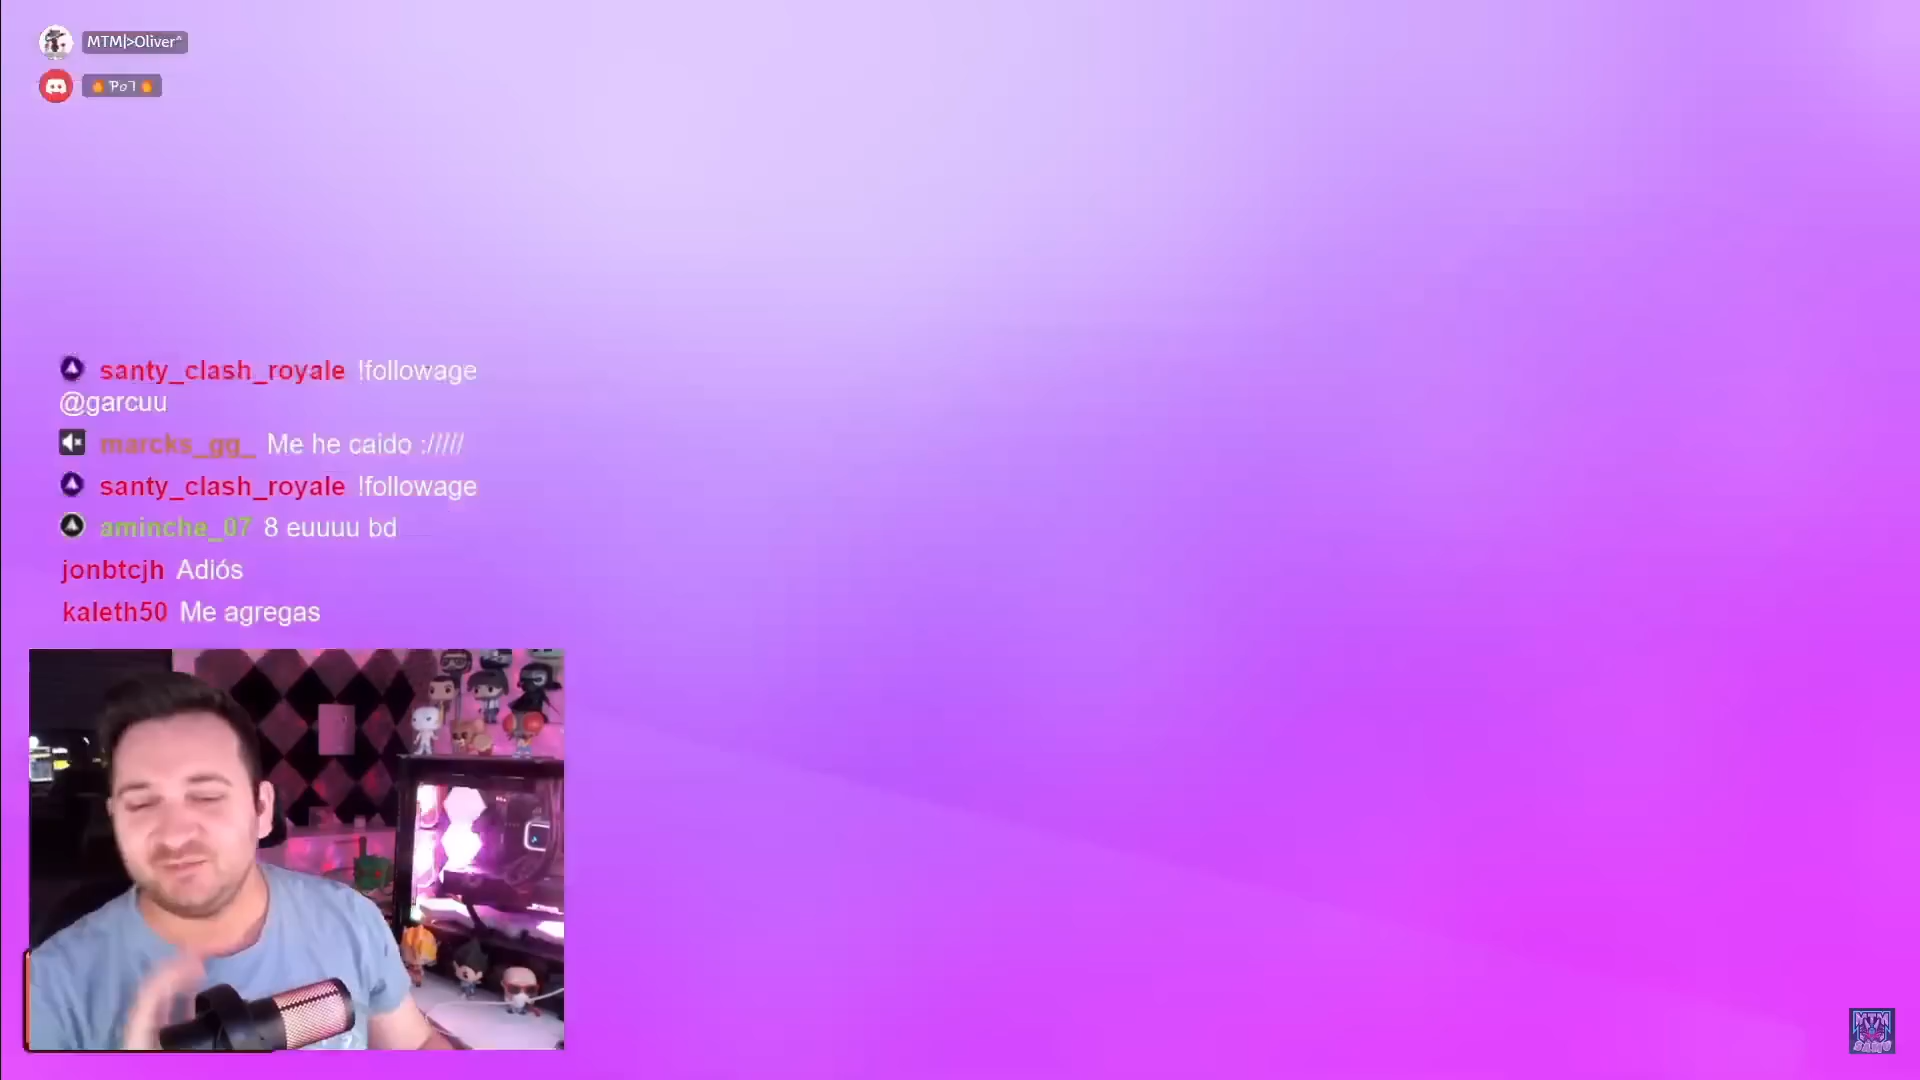 MTM|>Oliver^
santy_clash_royale !followage
@garcuu
marcks_gg_ Me he caido ://///
santy_clash_royale !followage
aminche_07 8 euuuu bd
jonbtcjh Adiós
kaleth50 Me agregas
MTM